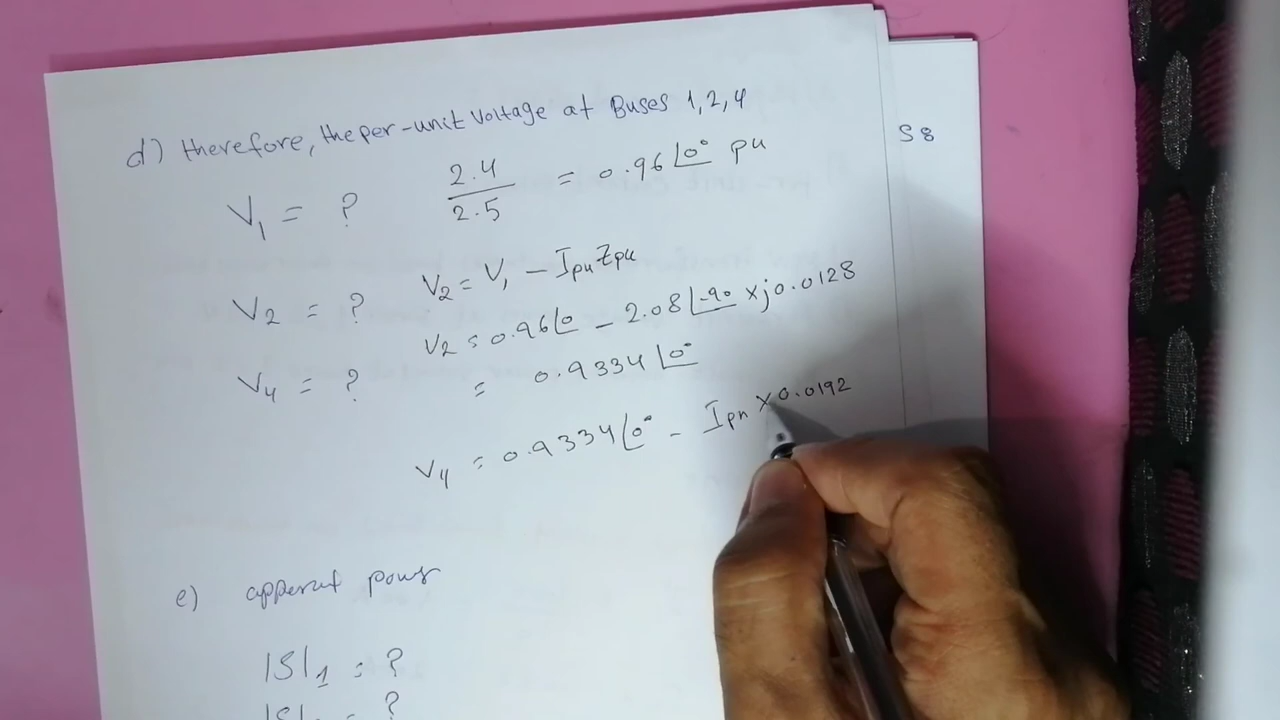 d) therefore, the per-unit voltage at Buses 1, 2, 4
S8
V₁ = ? 2.4/2.5 = 0.96∠0° pu
V₂ = ? V₂ = V₁ - Ipu Zpu
V₂ = 0.96∠0 - 2.08∠-90 × j0.0128
V₄ = ? = 0.9334∠0°
V₄ = 0.9334∠0° - Ipu × 0.0192
e) apperut power
|S|₁ = ?
= ?